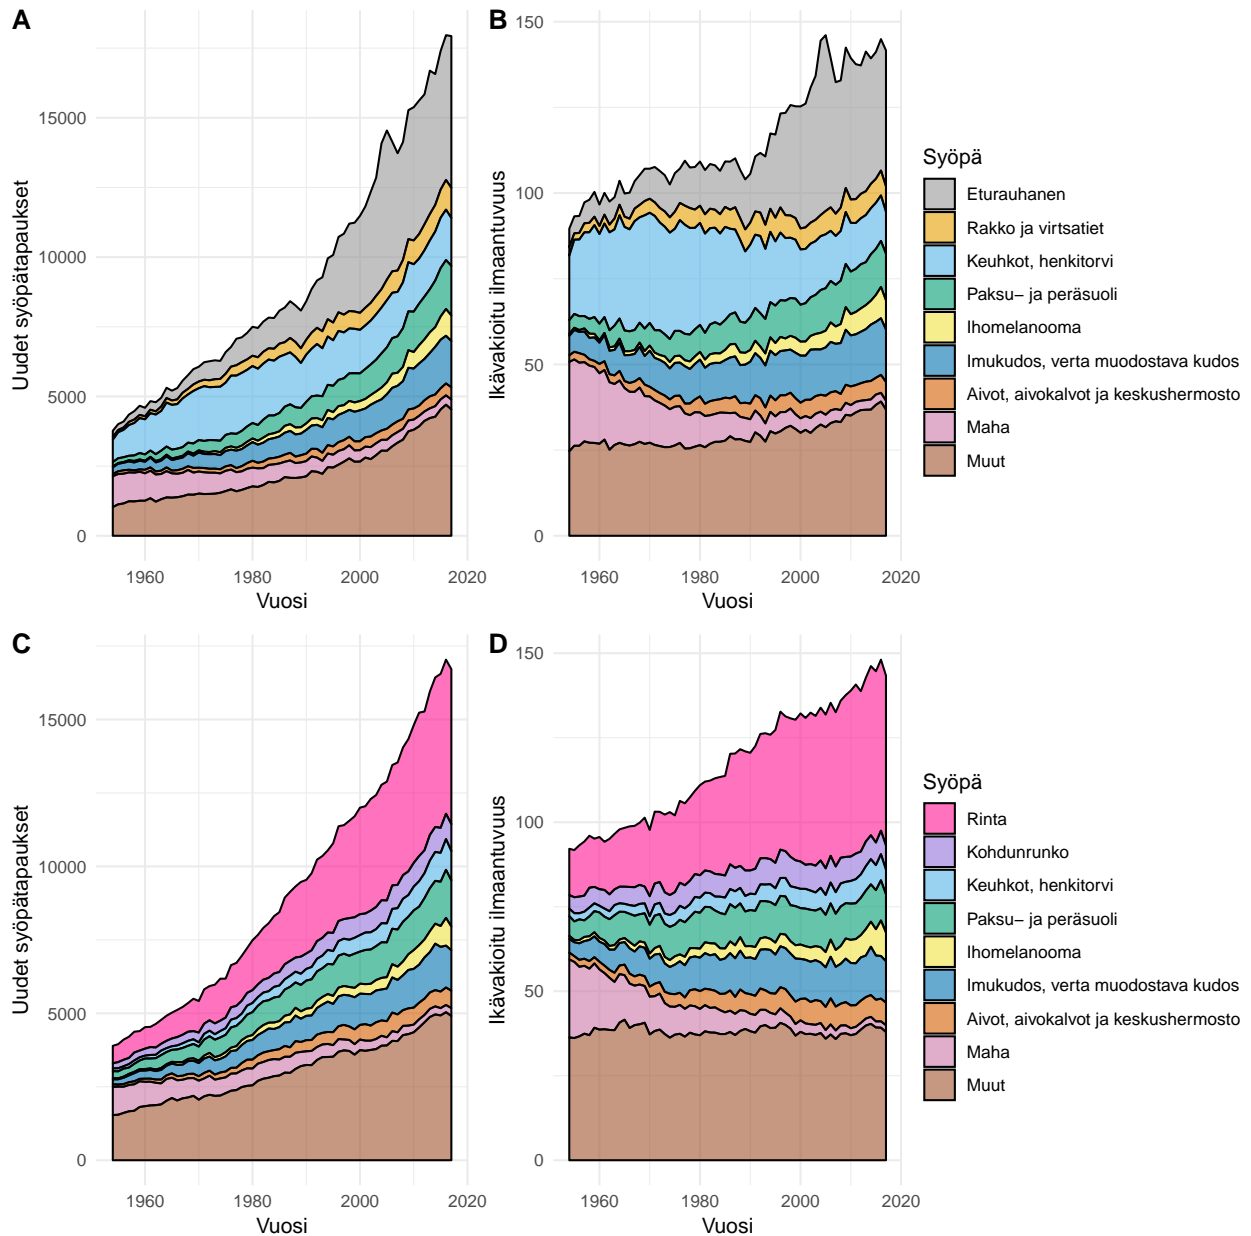 A
Uudet syöpätapaukset
15000
10000
5000
0
1960
1980
2000
2020
Vuosi
B
Ikävakioitu ilmaantuvuus
150
100
50
0
1960
1980
2000
2020
Vuosi
Syöpä
Eturauhanen
Rakko ja virtsatiet
Keuhkot, henkitorvi
Paksu− ja peräsuoli
Ihomelanooma
Imukudos, verta muodostava kudos
Aivot, aivokalvot ja keskushermosto
Maha
Muut
C
Uudet syöpätapaukset
15000
10000
5000
0
1960
1980
2000
2020
Vuosi
D
Ikävakioitu ilmaantuvuus
150
100
50
0
1960
1980
2000
2020
Vuosi
Syöpä
Rinta
Kohdunrunko
Keuhkot, henkitorvi
Paksu− ja peräsuoli
Ihomelanooma
Imukudos, verta muodostava kudos
Aivot, aivokalvot ja keskushermosto
Maha
Muut